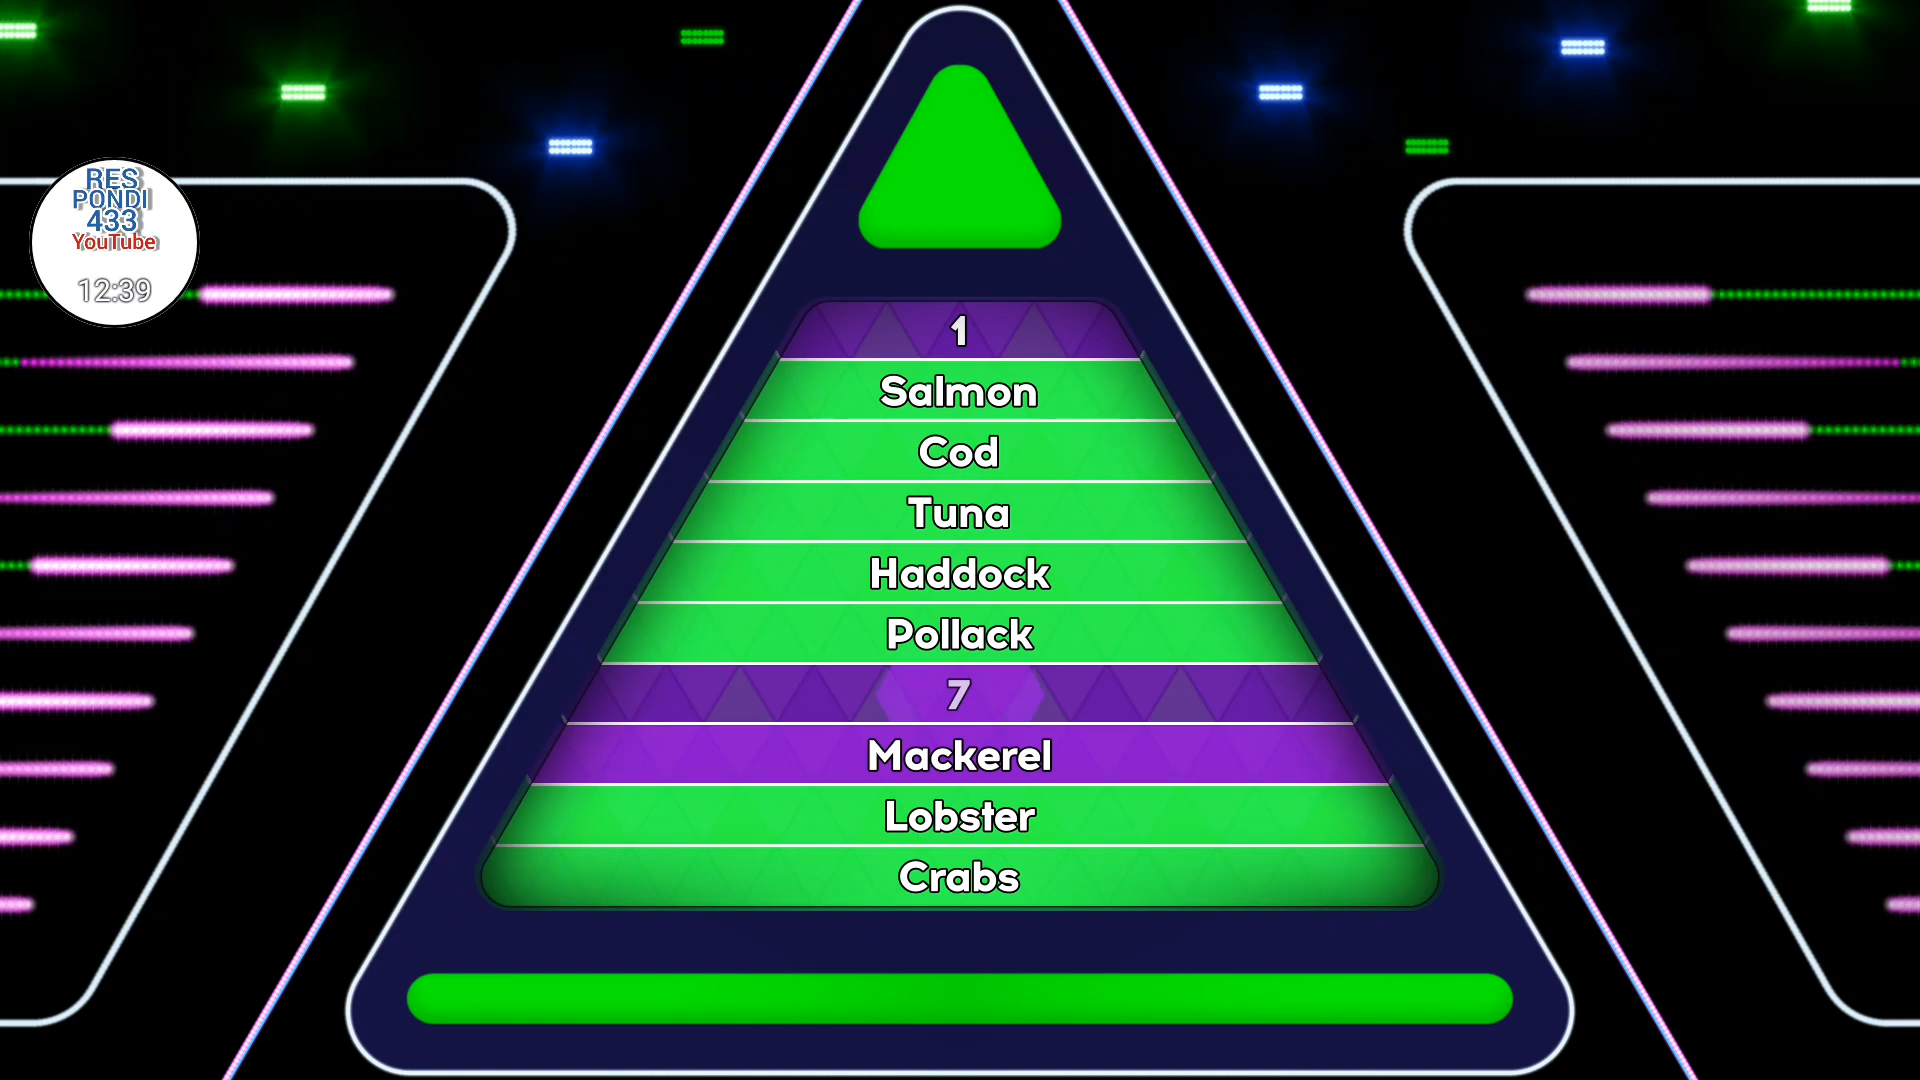 RES
PONDI
433
YouTube
12:39
1
Salmon
Cod
Tuna
Haddock
Pollack
7
Mackerel
Lobster
Crabs